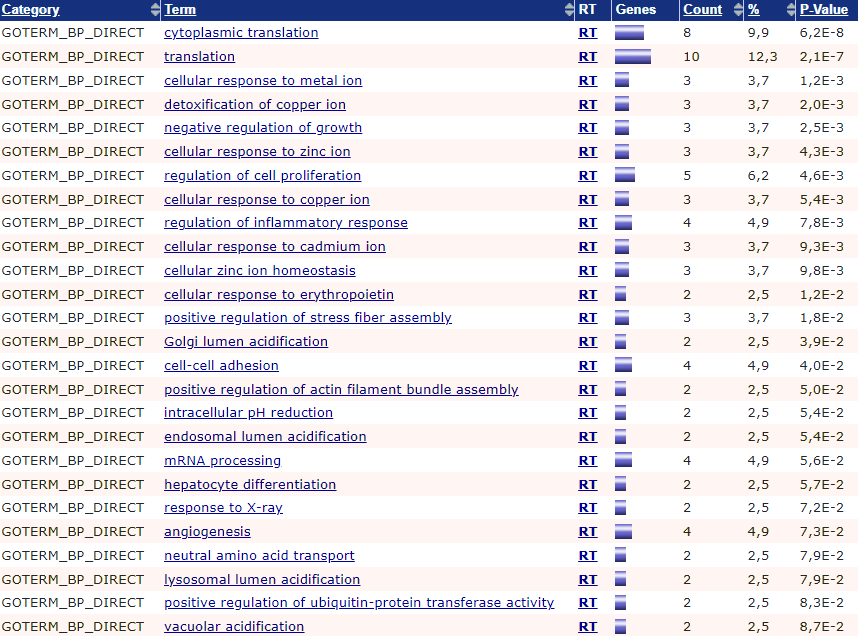 Category Term RT Genes Count % P-Value
GOTERM_BP_DIRECT cytoplasmic translation RT 8 9,9 6,2E-8
GOTERM_BP_DIRECT translation RT 10 12,3 2,1E-7
GOTERM_BP_DIRECT cellular response to metal ion RT 3 3,7 1,2E-3
GOTERM_BP_DIRECT detoxification of copper ion RT 3 3,7 2,0E-3
GOTERM_BP_DIRECT negative regulation of growth RT 3 3,7 2,5E-3
GOTERM_BP_DIRECT cellular response to zinc ion RT 3 3,7 4,3E-3
GOTERM_BP_DIRECT regulation of cell proliferation RT 5 6,2 4,6E-3
GOTERM_BP_DIRECT cellular response to copper ion RT 3 3,7 5,4E-3
GOTERM_BP_DIRECT regulation of inflammatory response RT 4 4,9 7,8E-3
GOTERM_BP_DIRECT cellular response to cadmium ion RT 3 3,7 9,3E-3
GOTERM_BP_DIRECT cellular zinc ion homeostasis RT 3 3,7 9,8E-3
GOTERM_BP_DIRECT cellular response to erythropoietin RT 2 2,5 1,2E-2
GOTERM_BP_DIRECT positive regulation of stress fiber assembly RT 3 3,7 1,8E-2
GOTERM_BP_DIRECT Golgi lumen acidification RT 2 2,5 3,9E-2
GOTERM_BP_DIRECT cell-cell adhesion RT 4 4,9 4,0E-2
GOTERM_BP_DIRECT positive regulation of actin filament bundle assembly RT 2 2,5 5,0E-2
GOTERM_BP_DIRECT intracellular pH reduction RT 2 2,5 5,4E-2
GOTERM_BP_DIRECT endosomal lumen acidification RT 2 2,5 5,4E-2
GOTERM_BP_DIRECT mRNA processing RT 4 4,9 5,6E-2
GOTERM_BP_DIRECT hepatocyte differentiation RT 2 2,5 5,7E-2
GOTERM_BP_DIRECT response to X-ray RT 2 2,5 7,2E-2
GOTERM_BP_DIRECT angiogenesis RT 4 4,9 7,3E-2
GOTERM_BP_DIRECT neutral amino acid transport RT 2 2,5 7,9E-2
GOTERM_BP_DIRECT lysosomal lumen acidification RT 2 2,5 7,9E-2
GOTERM_BP_DIRECT positive regulation of ubiquitin-protein transferase activity RT 2 2,5 8,3E-2
GOTERM_BP_DIRECT vacuolar acidification RT 2 2,5 8,7E-2